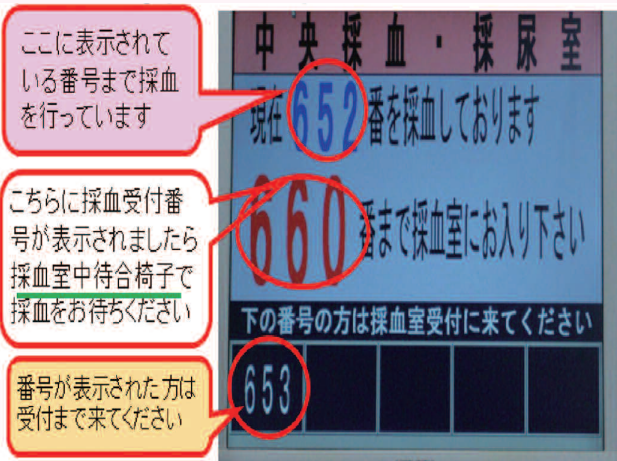 ここに表示されて
いる番号まで採血
を行っています
こちらに採血受付番
号が表示されましたら
採血室中待合椅子で
採血をお待ちください
番号が表示された方は
受付まで来てください
中央採血・採尿室
現在652番を採血しております
660番まで採血室にお入り下さい
下の番号の方は採血室受付に来てください
653